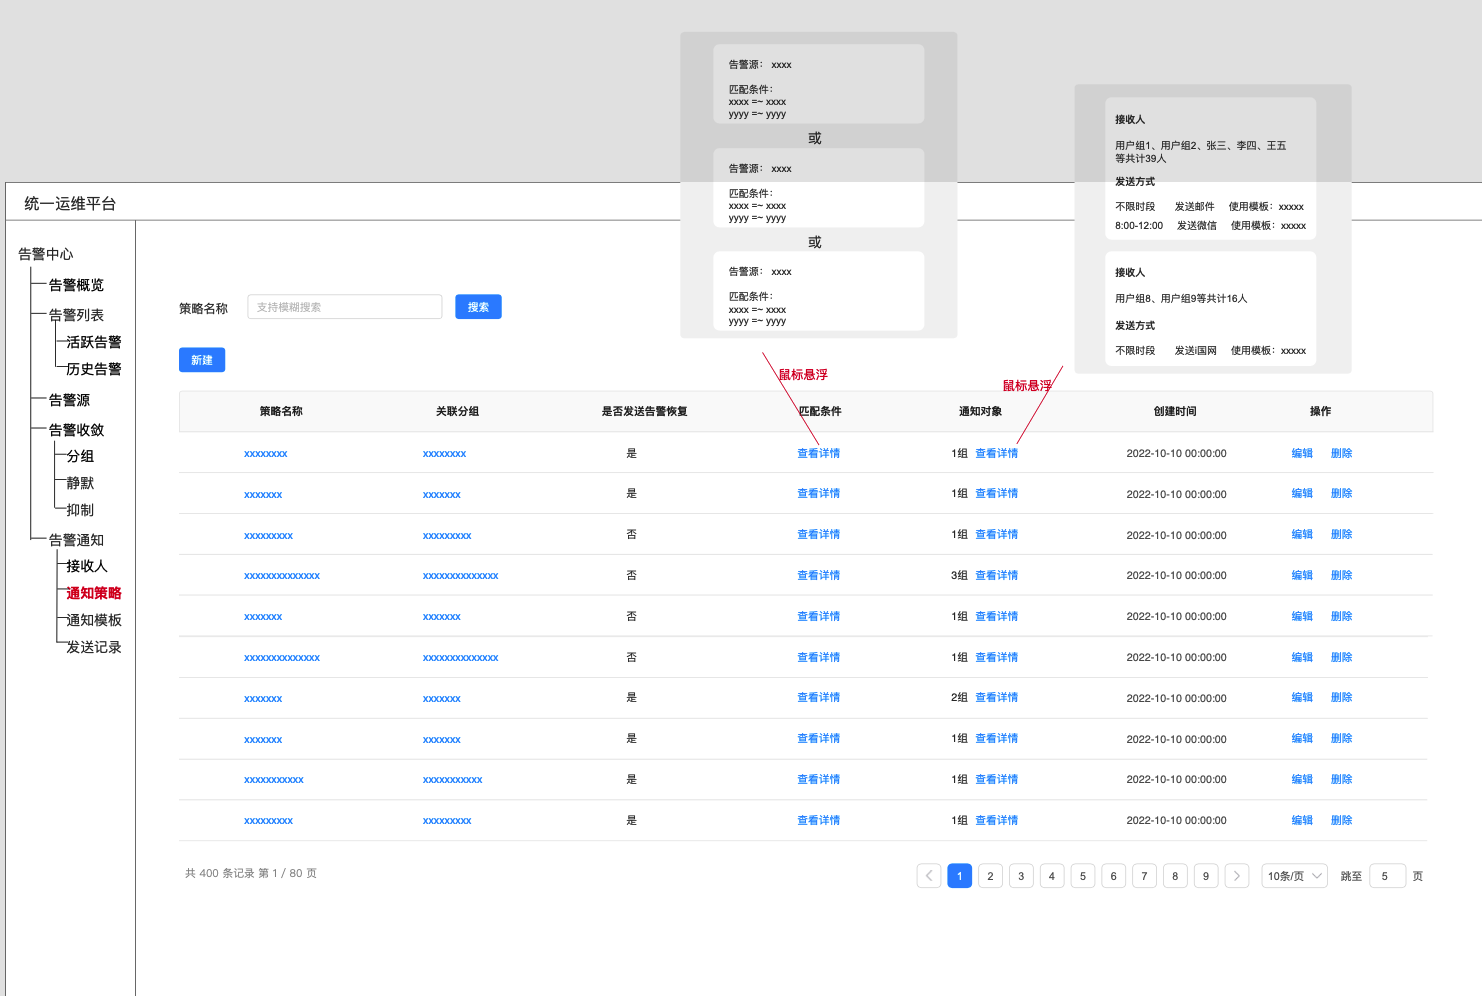 告警源： xxxx
匹配条件：
xxxx =~ xxxx
yyyy =~ yyyy
或
告警源： xxxx
匹配条件：
xxxx =~ xxxx
yyyy =~ yyyy
或
告警源： xxxx
匹配条件：
xxxx =~ xxxx
yyyy =~ yyyy
鼠标悬浮
接收人
用户组1、用户组2、张三、李四、王五
等共计39人
发送方式
不限时段 发送邮件 使用模板：xxxxx
8:00-12:00 发送微信 使用模板：xxxxx
接收人
用户组8、用户组9等共计16人
发送方式
不限时段 发送i国网 使用模板：xxxxx
鼠标悬浮
统一运维平台
告警中心
告警概览
告警列表
活跃告警
历史告警
告警源
告警收敛
分组
静默
抑制
告警通知
接收人
通知策略
通知模板
发送记录
策略名称 支持模糊搜索 搜索
新建
策略名称 关联分组 是否发送告警恢复 匹配条件 通知对象 创建时间 操作
xxxxxxxx xxxxxxxx 是 查看详情 1组 查看详情 2022-10-10 00:00:00 编辑 删除
xxxxxxx xxxxxxx 是 查看详情 1组 查看详情 2022-10-10 00:00:00 编辑 删除
xxxxxxxxx xxxxxxxxx 否 查看详情 1组 查看详情 2022-10-10 00:00:00 编辑 删除
xxxxxxxxxxxxxx xxxxxxxxxxxxxx 否 查看详情 3组 查看详情 2022-10-10 00:00:00 编辑 删除
xxxxxxx xxxxxxx 否 查看详情 1组 查看详情 2022-10-10 00:00:00 编辑 删除
xxxxxxxxxxxxxx xxxxxxxxxxxxxx 否 查看详情 1组 查看详情 2022-10-10 00:00:00 编辑 删除
xxxxxxx xxxxxxx 是 查看详情 2组 查看详情 2022-10-10 00:00:00 编辑 删除
xxxxxxx xxxxxxx 是 查看详情 1组 查看详情 2022-10-10 00:00:00 编辑 删除
xxxxxxxxxxx xxxxxxxxxxx 是 查看详情 1组 查看详情 2022-10-10 00:00:00 编辑 删除
xxxxxxxxx xxxxxxxxx 是 查看详情 1组 查看详情 2022-10-10 00:00:00 编辑 删除
共 400 条记录 第 1 / 80 页 1 2 3 4 5 6 7 8 9 10条/页 跳至 5 页